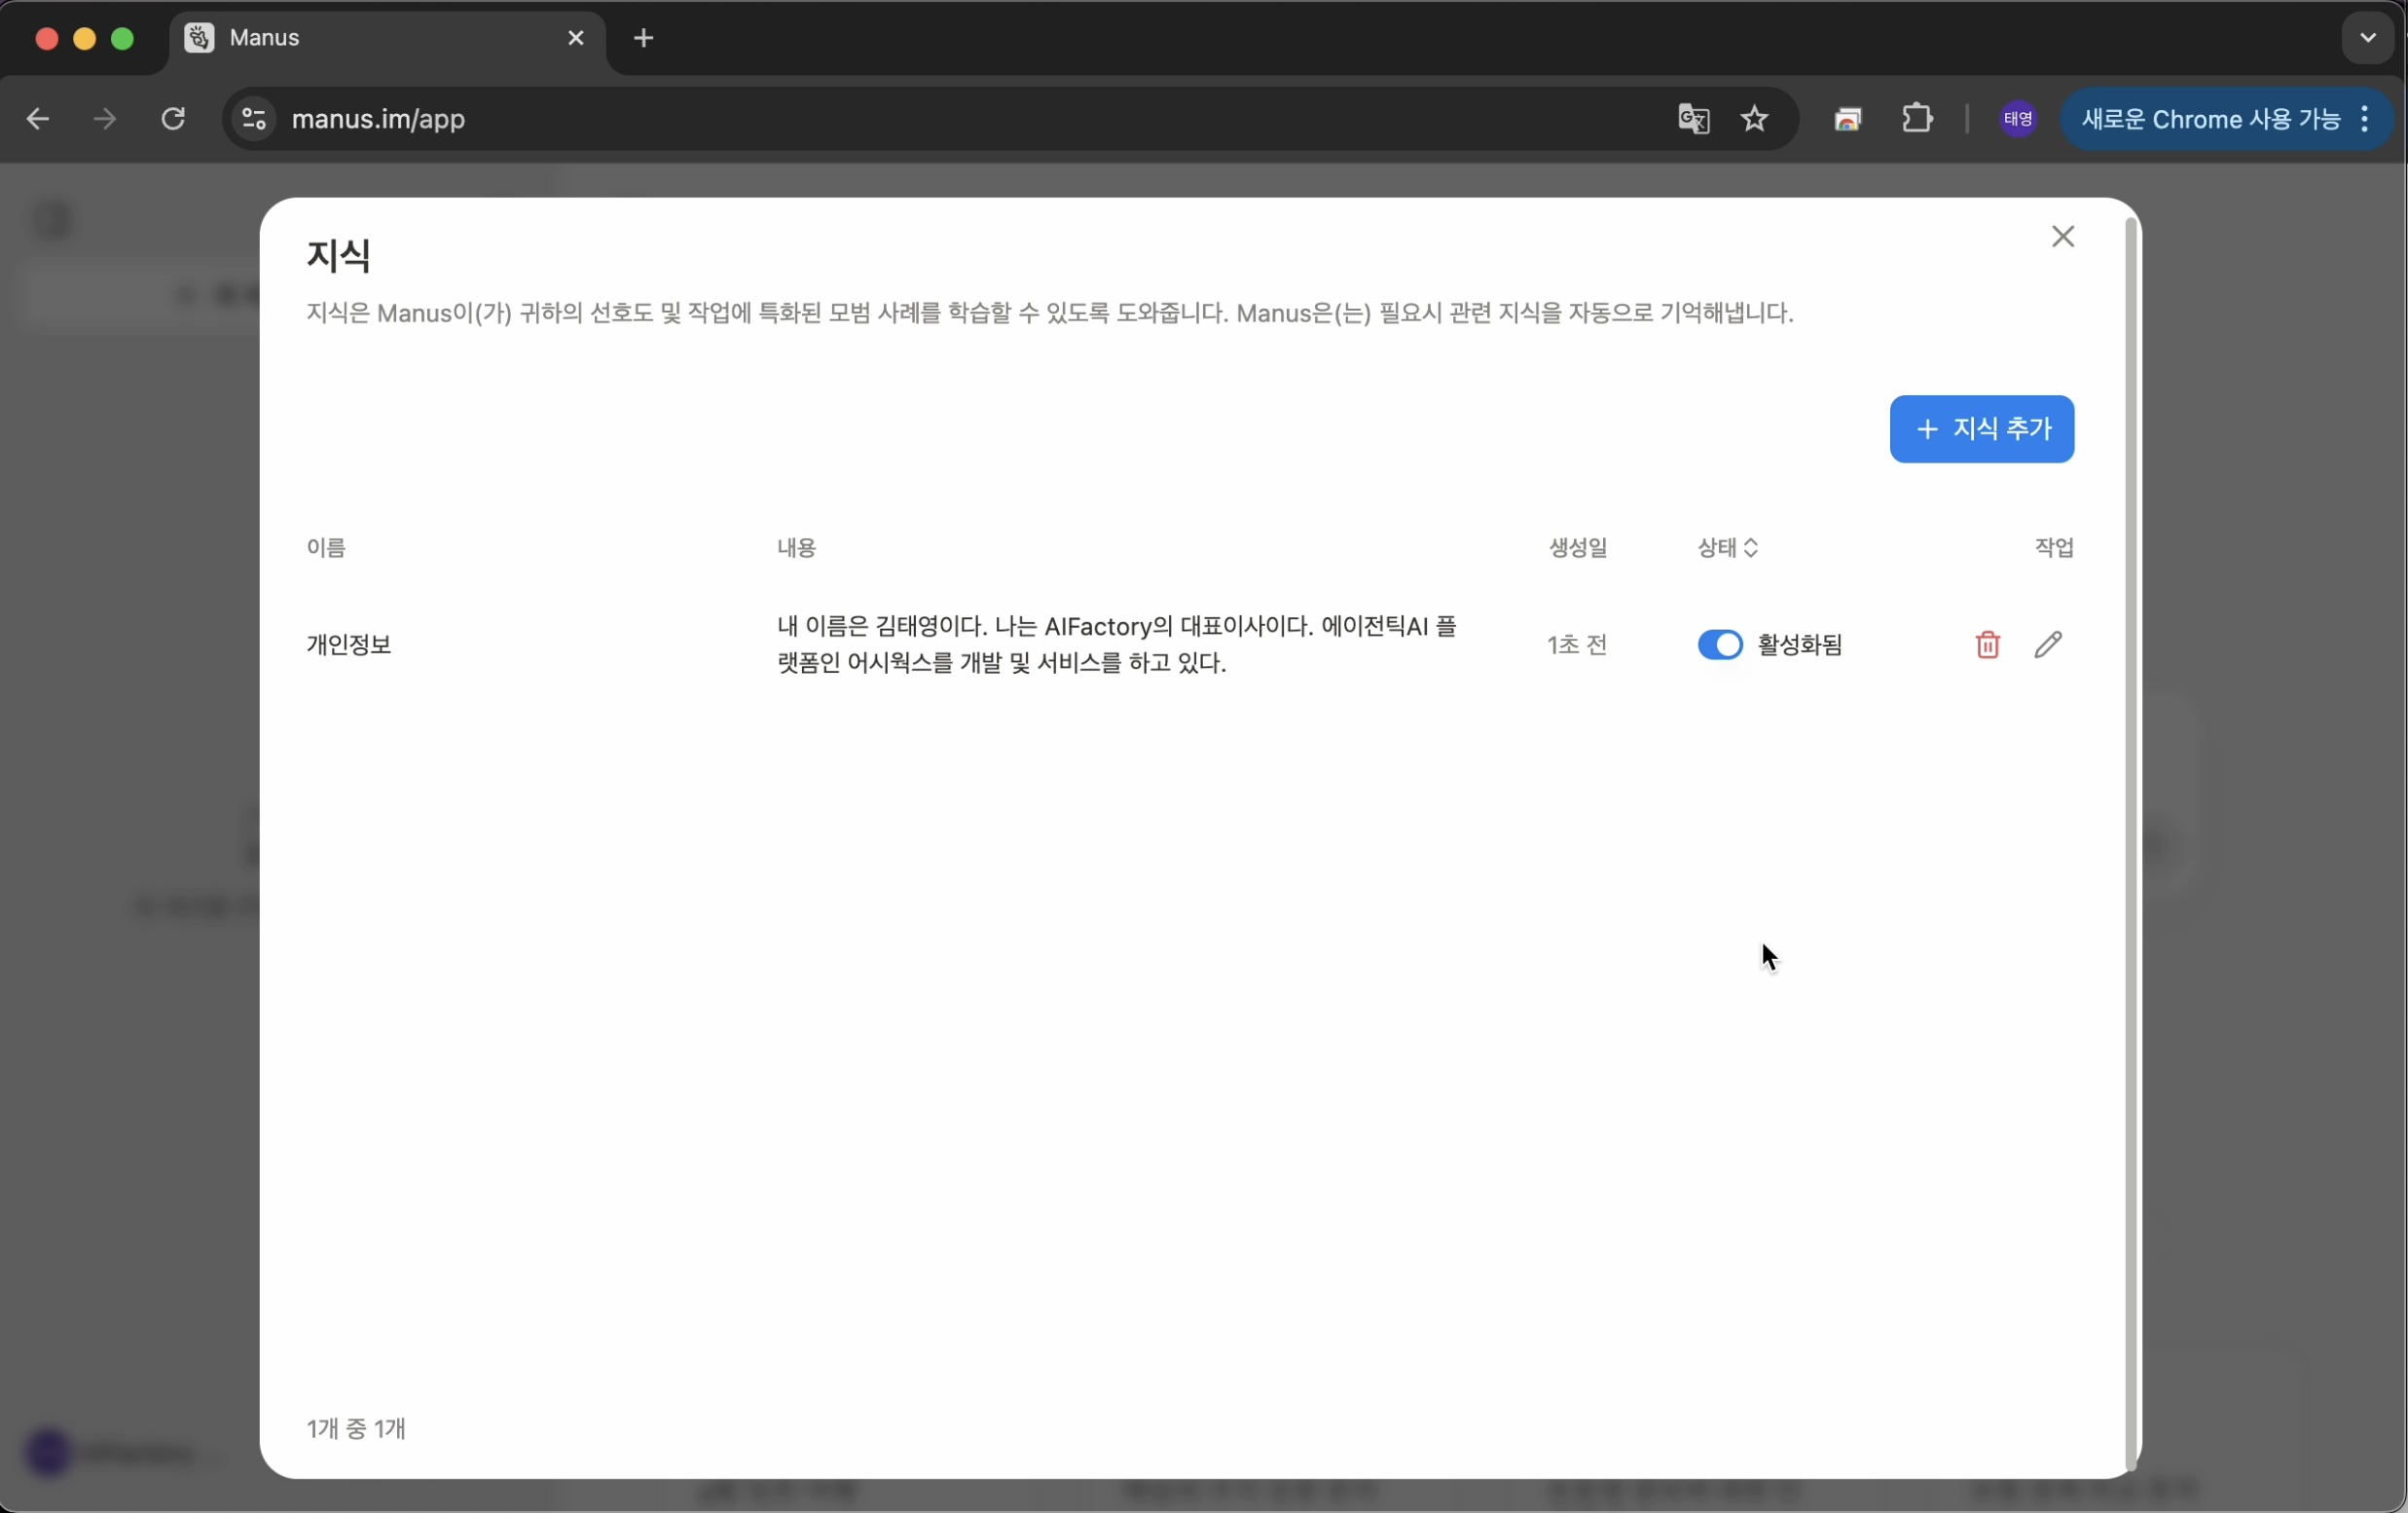 Manus
manus.im/app
태영
새로운 Chrome 사용 가능
지식
지식은 Manus이(가) 귀하의 선호도 및 작업에 특화된 모범 사례를 학습할 수 있도록 도와줍니다. Manus은(는) 필요시 관련 지식을 자동으로 기억해냅니다.
+ 지식 추가
이름 내용 생성일 상태 작업
개인정보
내 이름은 김태영이다. 나는 AIFactory의 대표이사이다. 에이전틱AI 플
랫폼인 어시웍스를 개발 및 서비스를 하고 있다.
1초 전
활성화됨
1개 중 1개